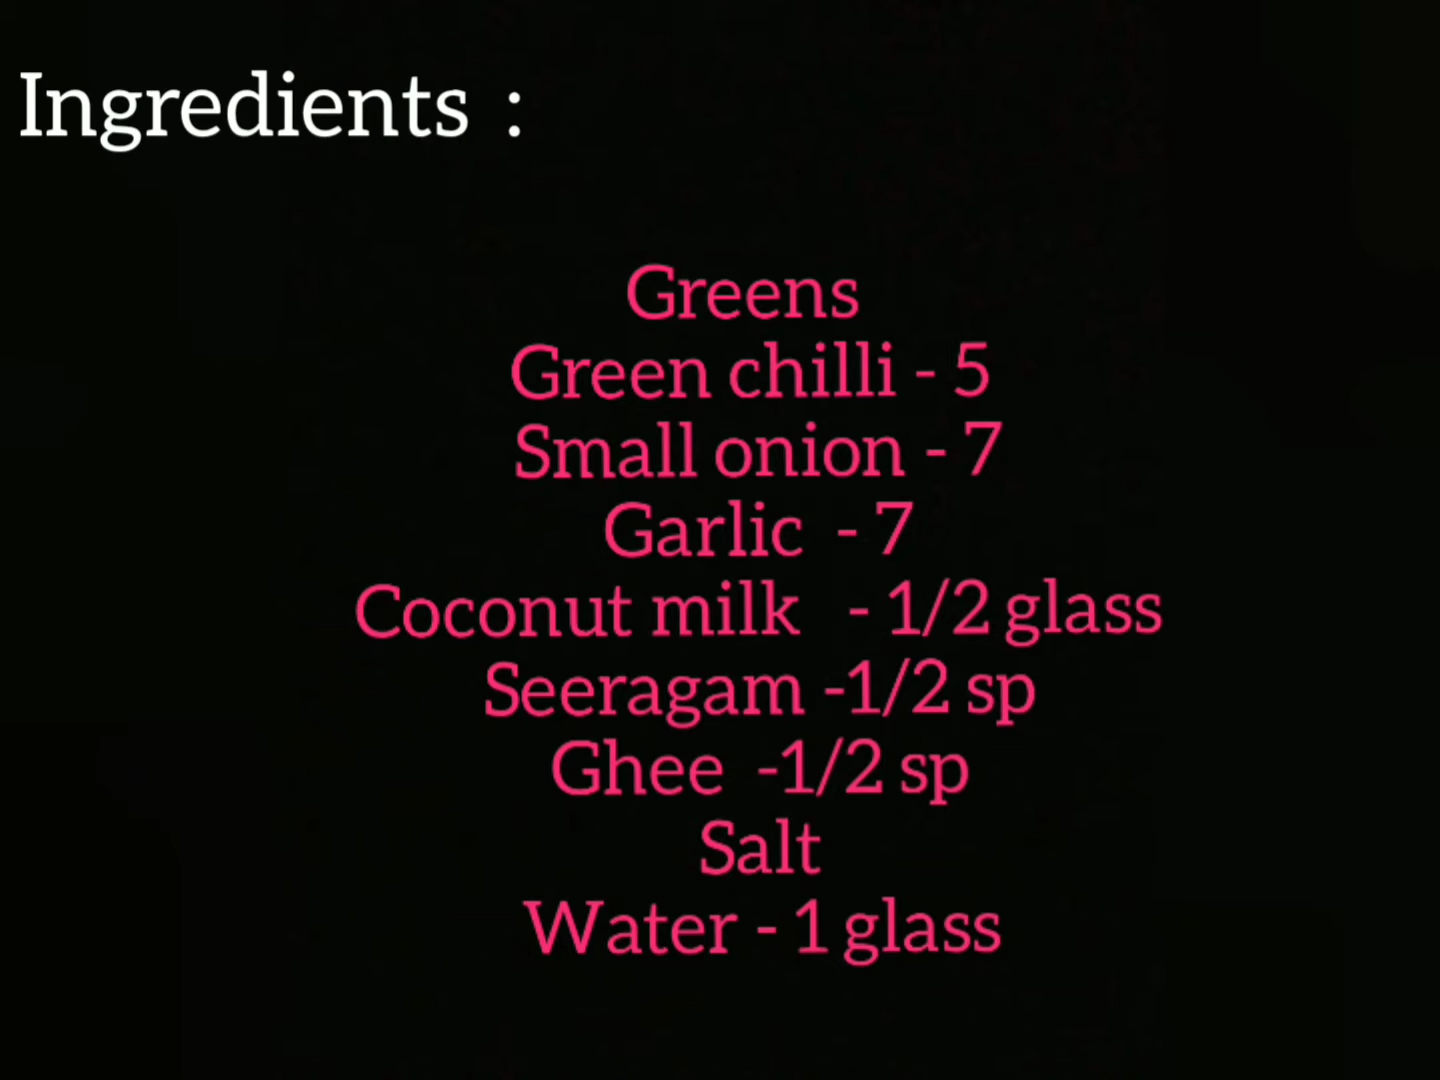 Ingredients :
Greens
Green chilli - 5
Small onion - 7
Garlic - 7
Coconut milk - 1/2 glass
Seeragam -1/2 sp
Ghee -1/2 sp
Salt
Water - 1 glass